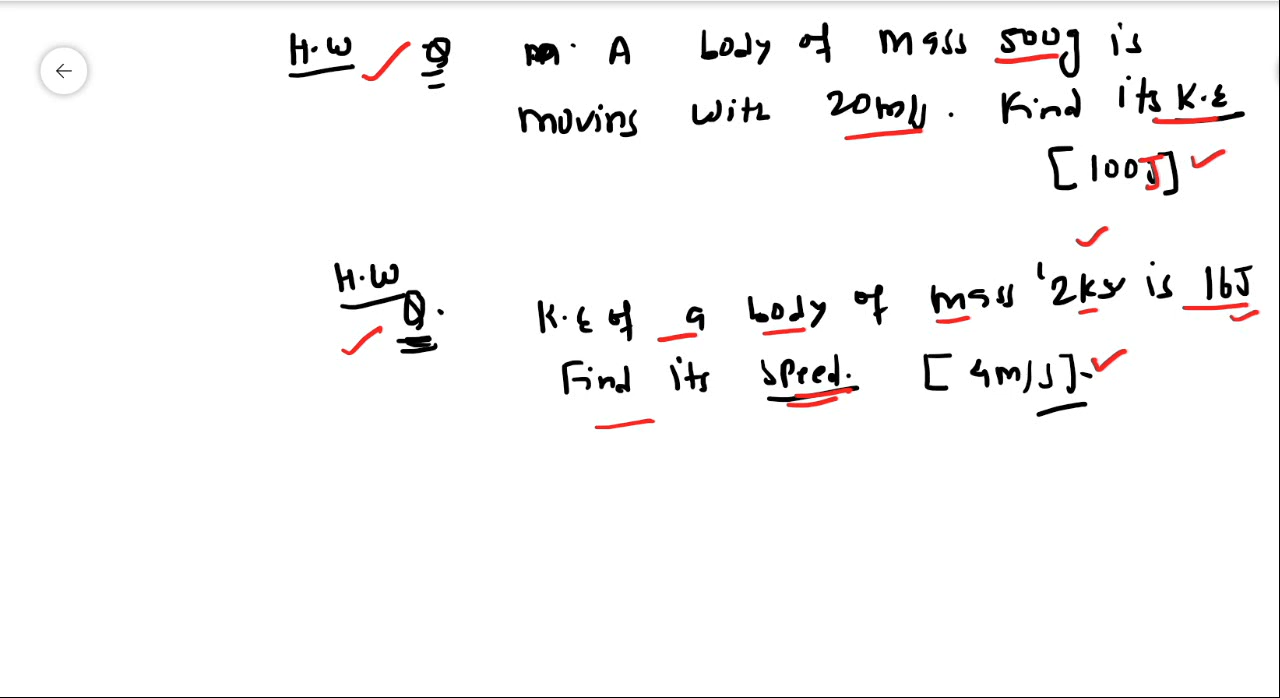 H.W Q m. A body of mass 500g is
moving with 20m/s. Find its K.E
[100J]
H.W
Q. K.E of a body of mass '2kg is 16J
Find its speed. [4m/s].